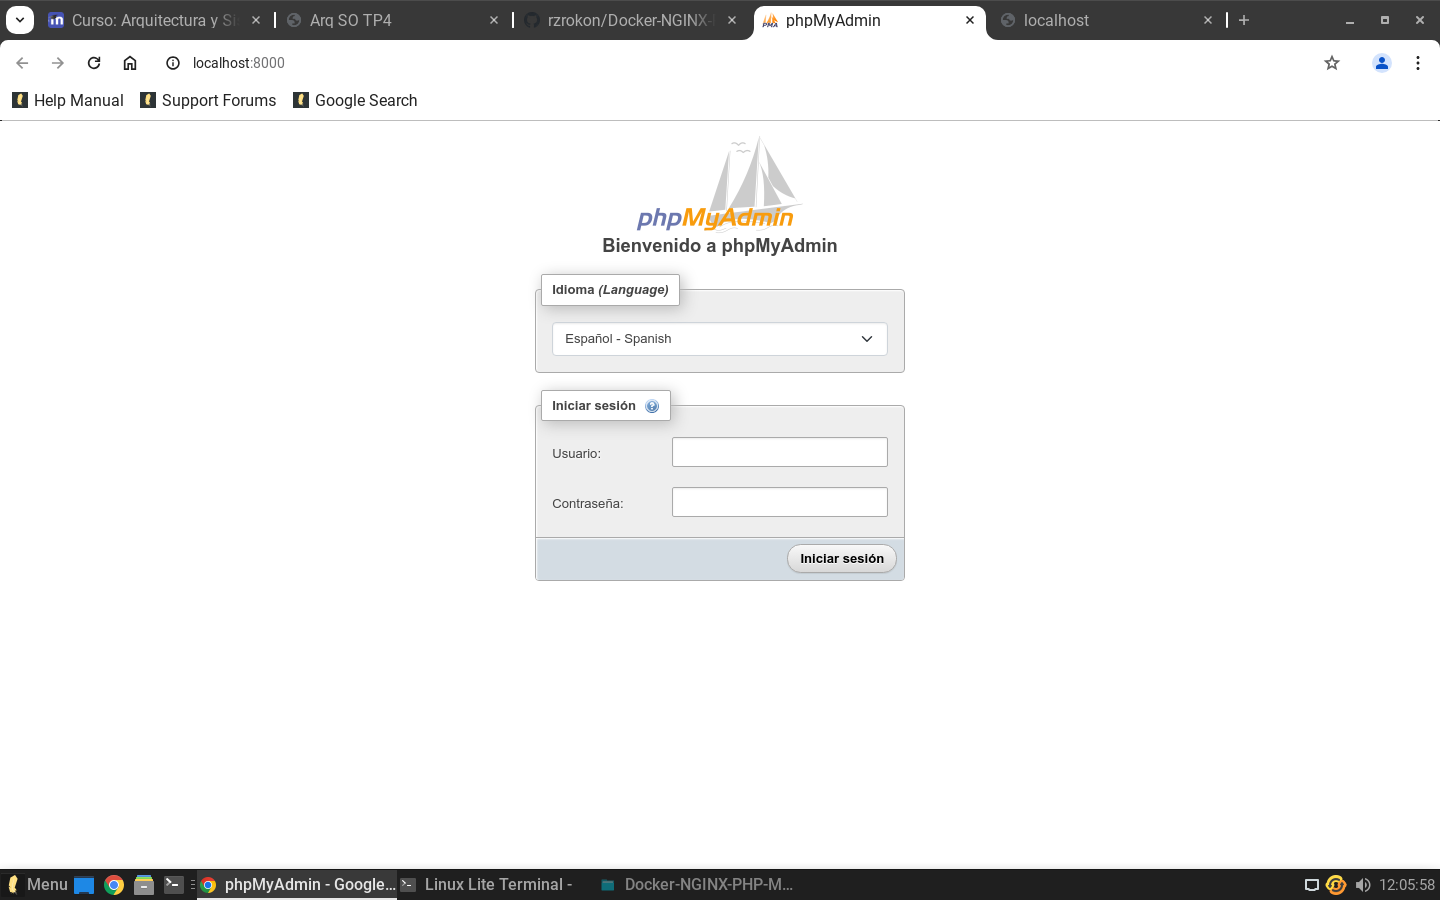 Curso: Arquitectura y Si
Arq SO TP4
rzrokon/Docker-NGINX-
phpMyAdmin
localhost
localhost:8000
Help Manual
Support Forums
Google Search
phpMyAdmin
Bienvenido a phpMyAdmin
Idioma (Language)
Español - Spanish
Iniciar sesión
Usuario:
Contraseña:
Iniciar sesión
Menu
phpMyAdmin - Google...
Linux Lite Terminal -
Docker-NGINX-PHP-M...
12:05:58